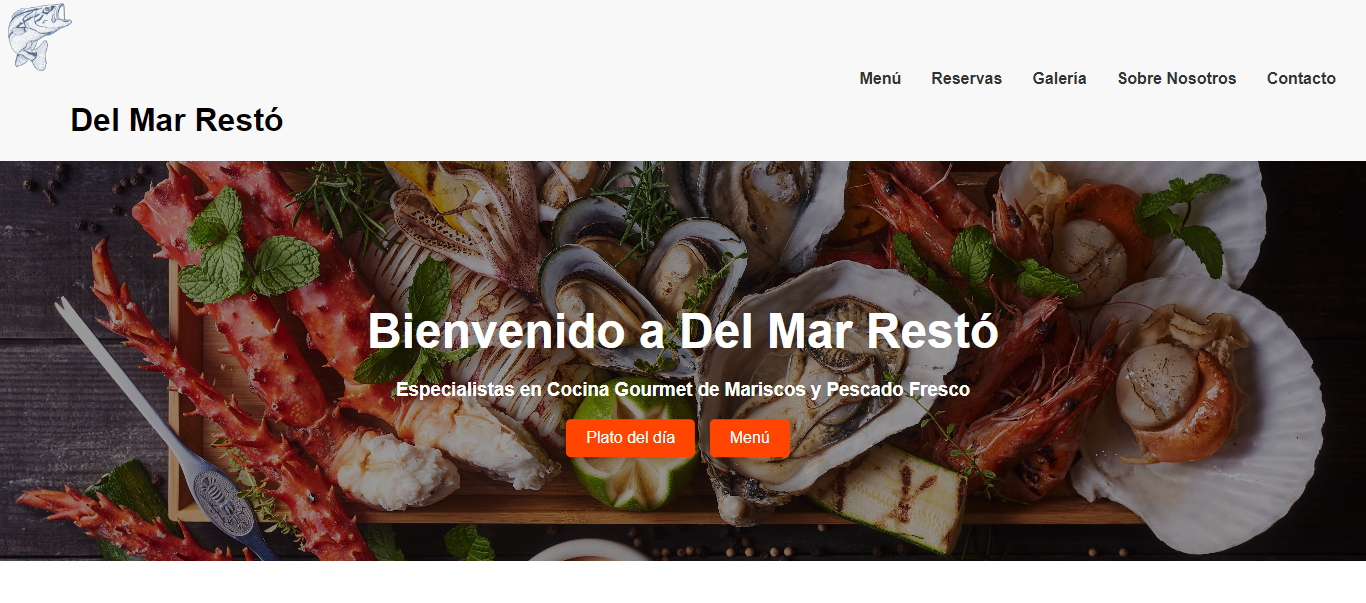 Menú Reservas Galería Sobre Nosotros Contacto
Del Mar Restó
Bienvenido a Del Mar Restó
Especialistas en Cocina Gourmet de Mariscos y Pescado Fresco
Plato del día Menú